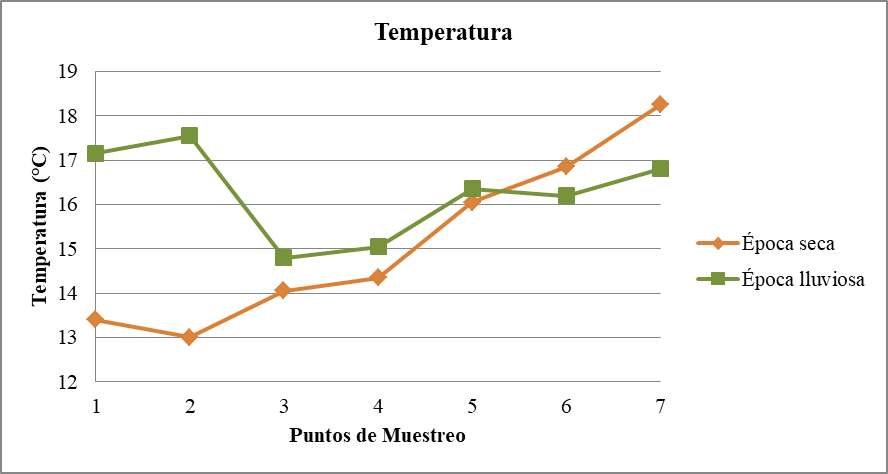 Temperatura
19
18
17
16
15
14
13
12
Temperatura (°C)
1 2 3 4 5 6 7
Puntos de Muestreo
Época seca
Época lluviosa